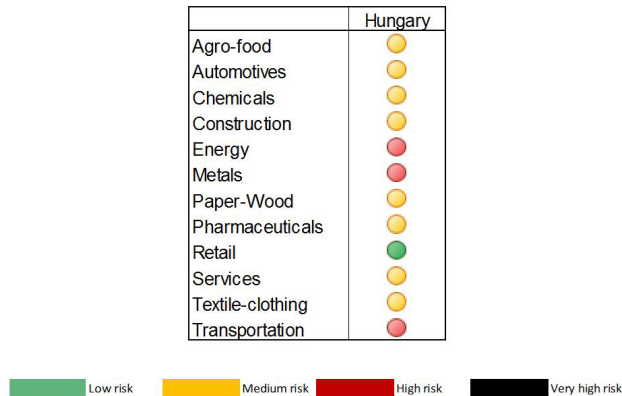 Hungary
Agro-food
Automotives
Chemicals
Construction
Energy
Metals
Paper-Wood
Pharmaceuticals
Retail
Services
Textile-clothing
Transportation
Low risk Medium risk High risk Very high risk